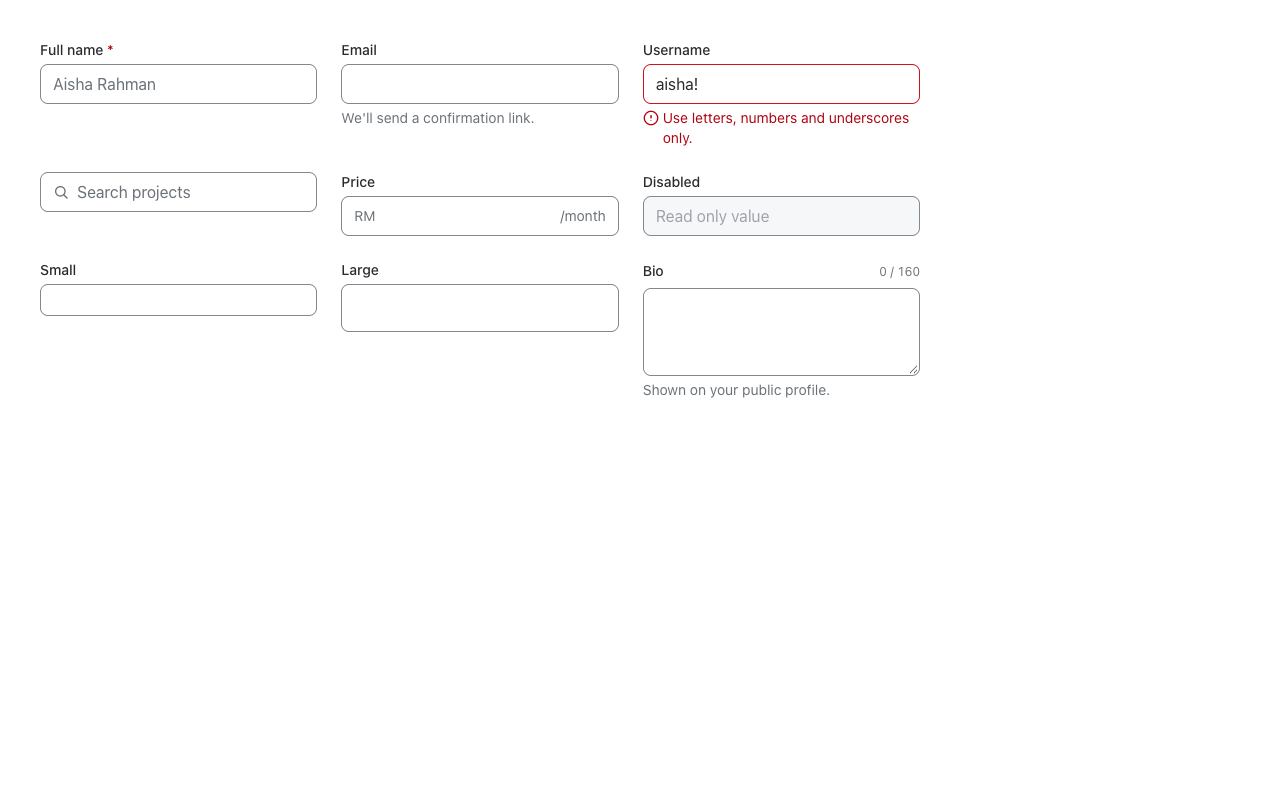 Full name *
Aisha Rahman
Email
We'll send a confirmation link.
Username
aisha!
Use letters, numbers and underscores
only.
Search projects
Price
RM /month
Disabled
Read only value
Small
Large
Bio 0 / 160
Shown on your public profile.